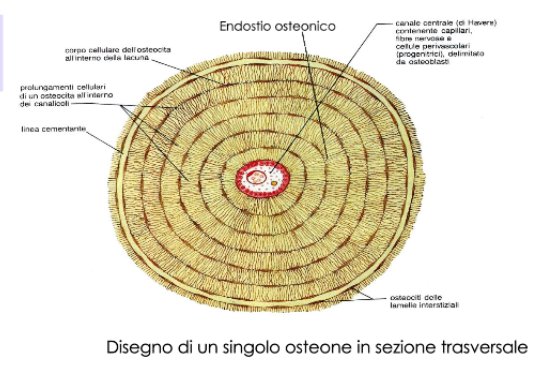 Endostio osteonico
canale centrale (di Havers)
contenente capillari,
fibre nervose e
cellule perivascolari
(progenitrici), delimitato
da osteoblasti
corpo cellulare dell'osteocita
all'interno della lacuna
prolungamenti cellulari
di un osteocita all'interno
dei canalicoli
linea cementante
osteociti delle
lamelle interstiziali
Disegno di un singolo osteone in sezione trasversale